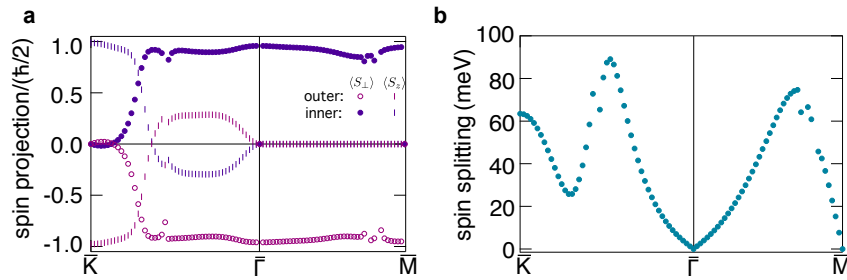 a
b
spin projection/(ħ/2)
1.0
0.5
0.0
-0.5
-1.0
⟨S⊥⟩ ⟨Sz⟩
outer:
inner:
K̅ Γ̅ M̅
spin splitting (meV)
100
80
60
40
20
0
K̅ Γ̅ M̅